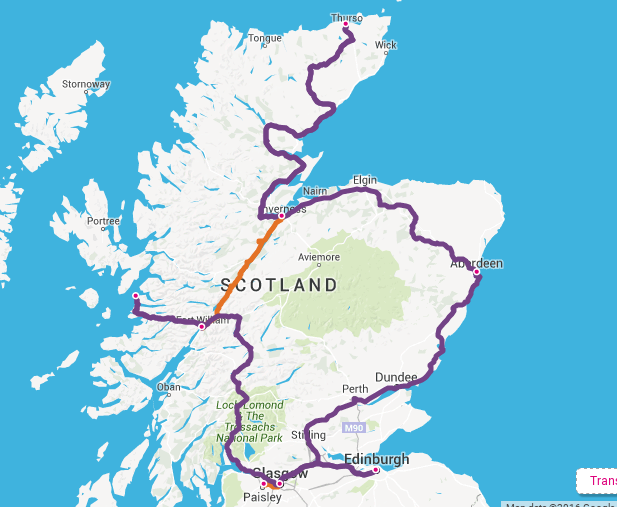 Thurso
Tongue
Wick
Stornoway
Elgin
Nairn
Inverness
Portree
Aviemore
Aberdeen
SCOTLAND
Fort William
Oban
Dundee
Perth
Loch Lomond
& The
Trossachs
National Park
M90
Stirling
Edinburgh
Glasgow
Paisley
Trans
Map data ©2016 Google